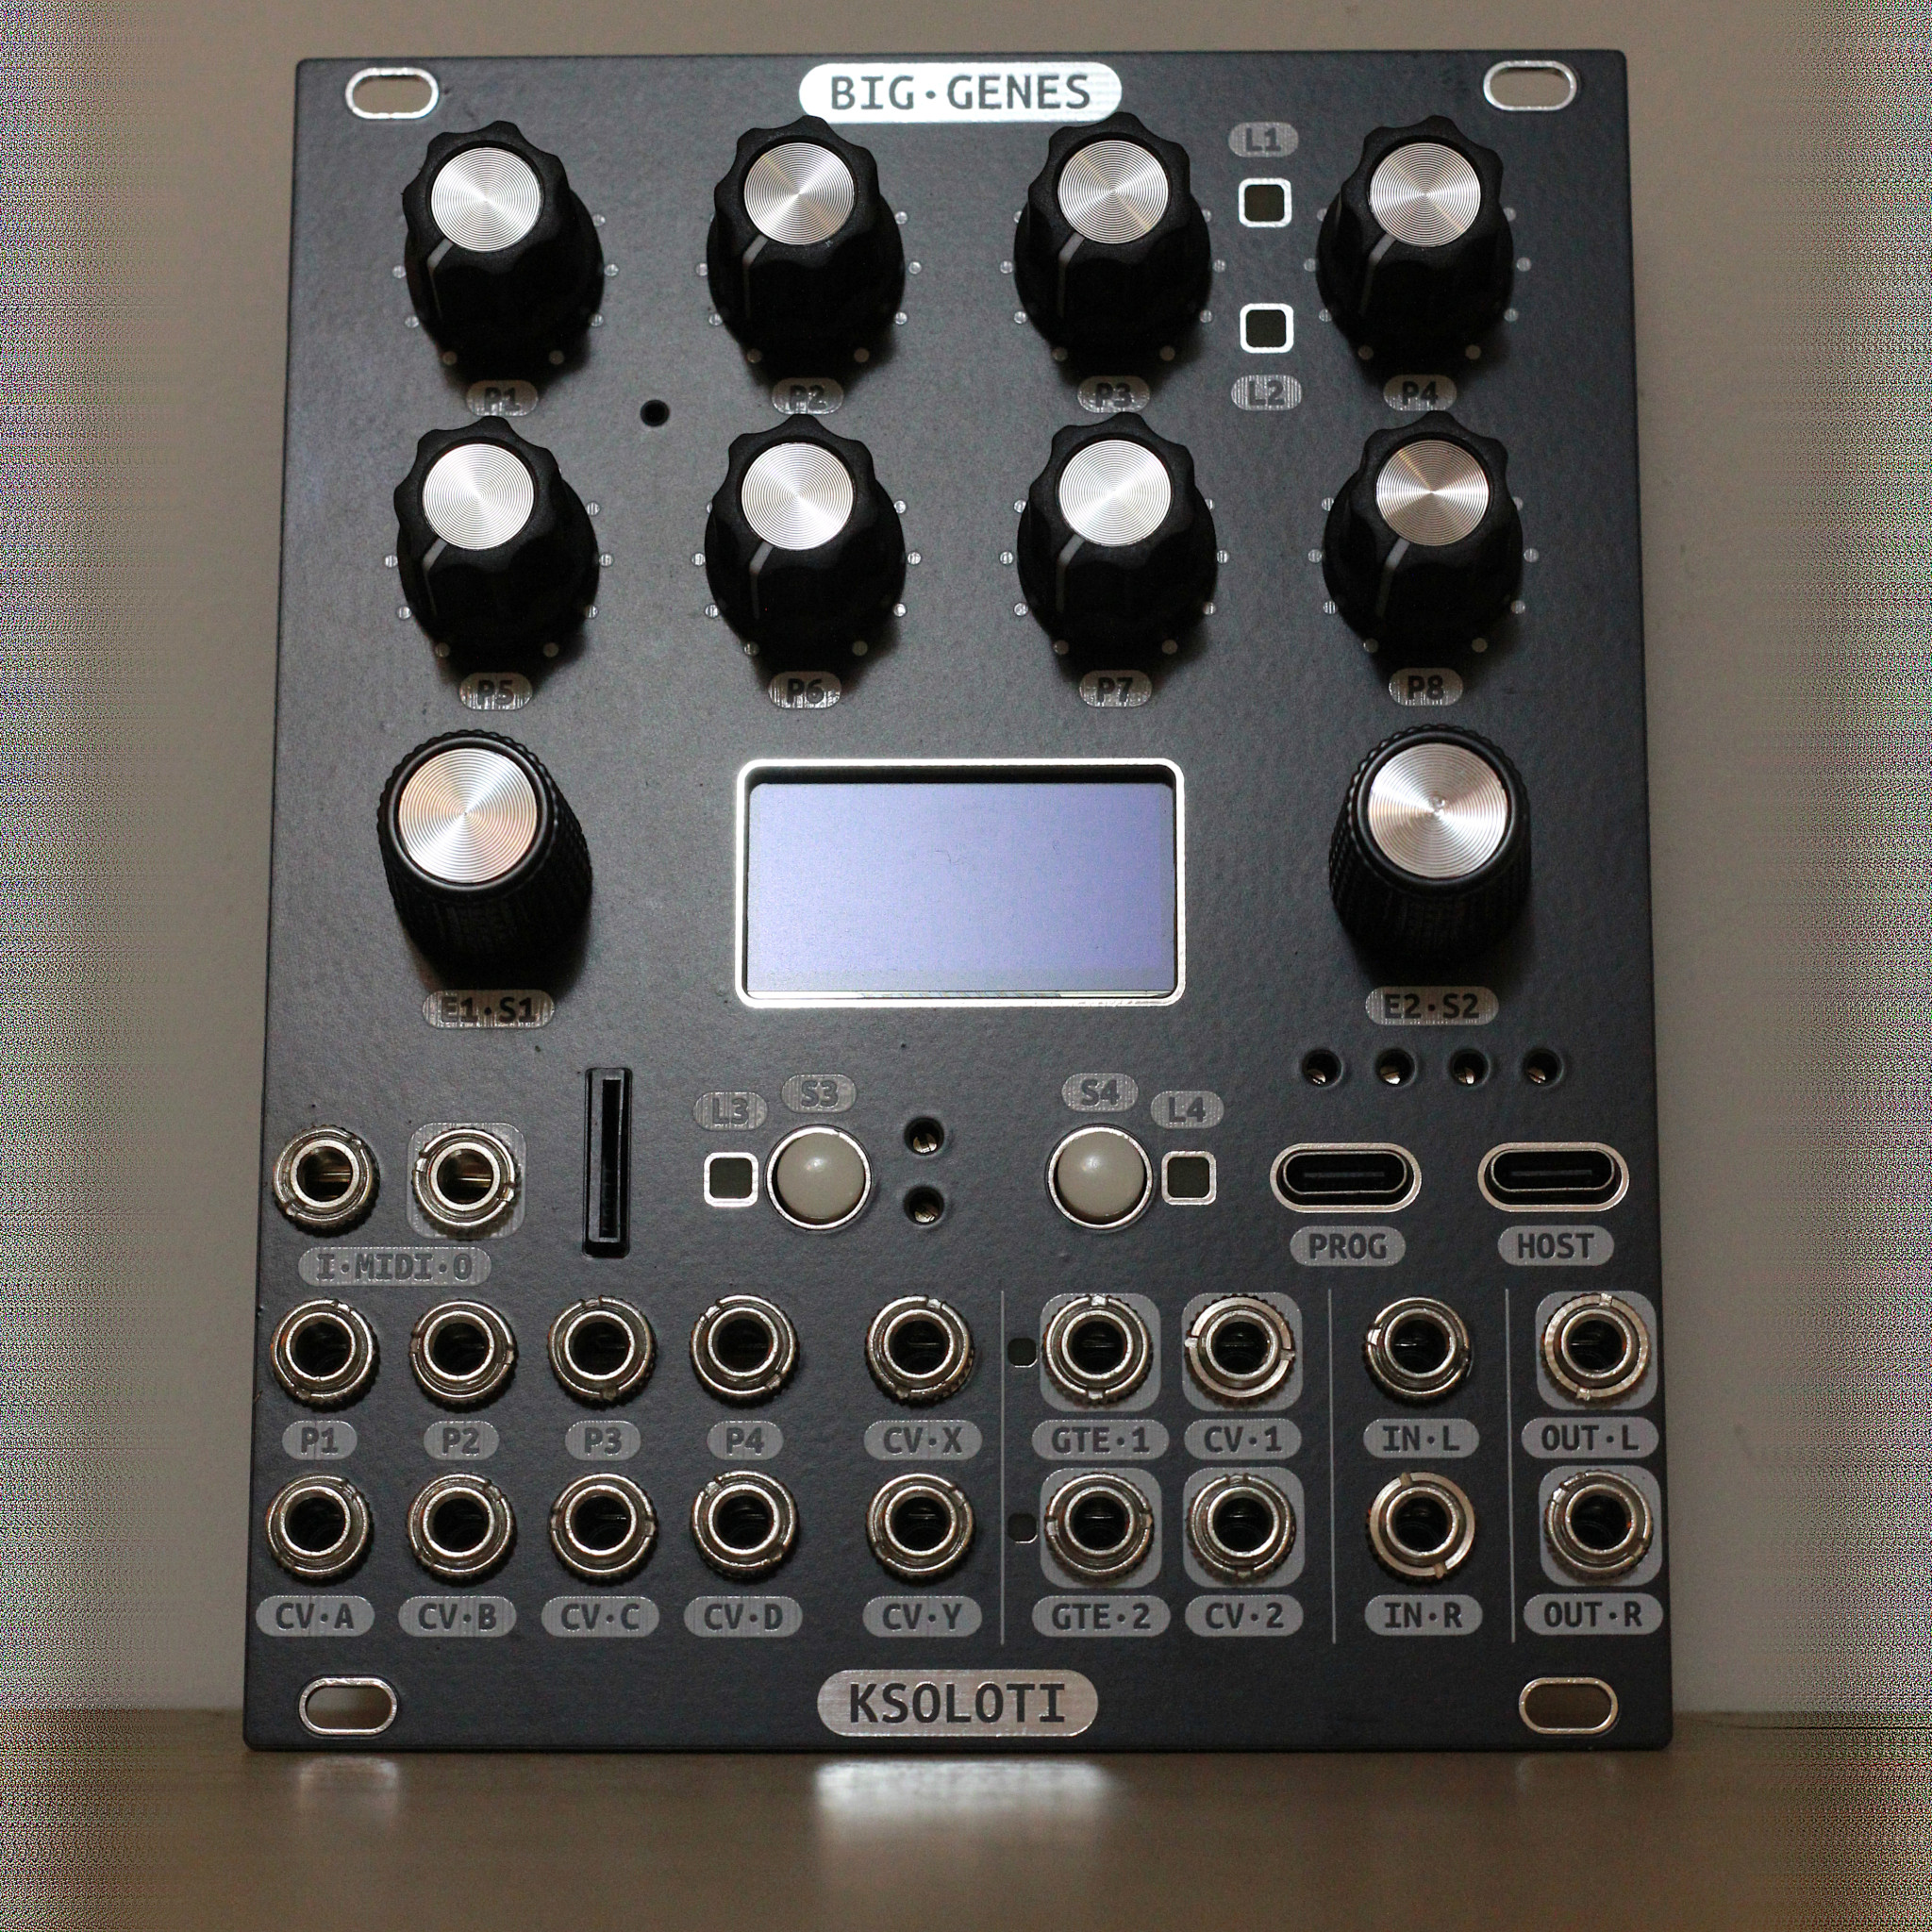 BIG·GENES
L1
P1 P2 P3 L2 P4
P5 P6 P7 P8
E1·S1 E2·S2
L3 S3 S4 L4
I·MIDI·O PROG HOST
P1 P2 P3 P4 CV·X GTE·1 CV·1 IN·L OUT·L
CV·A CV·B CV·C CV·D CV·Y GTE·2 CV·2 IN·R OUT·R
KSOLOTI